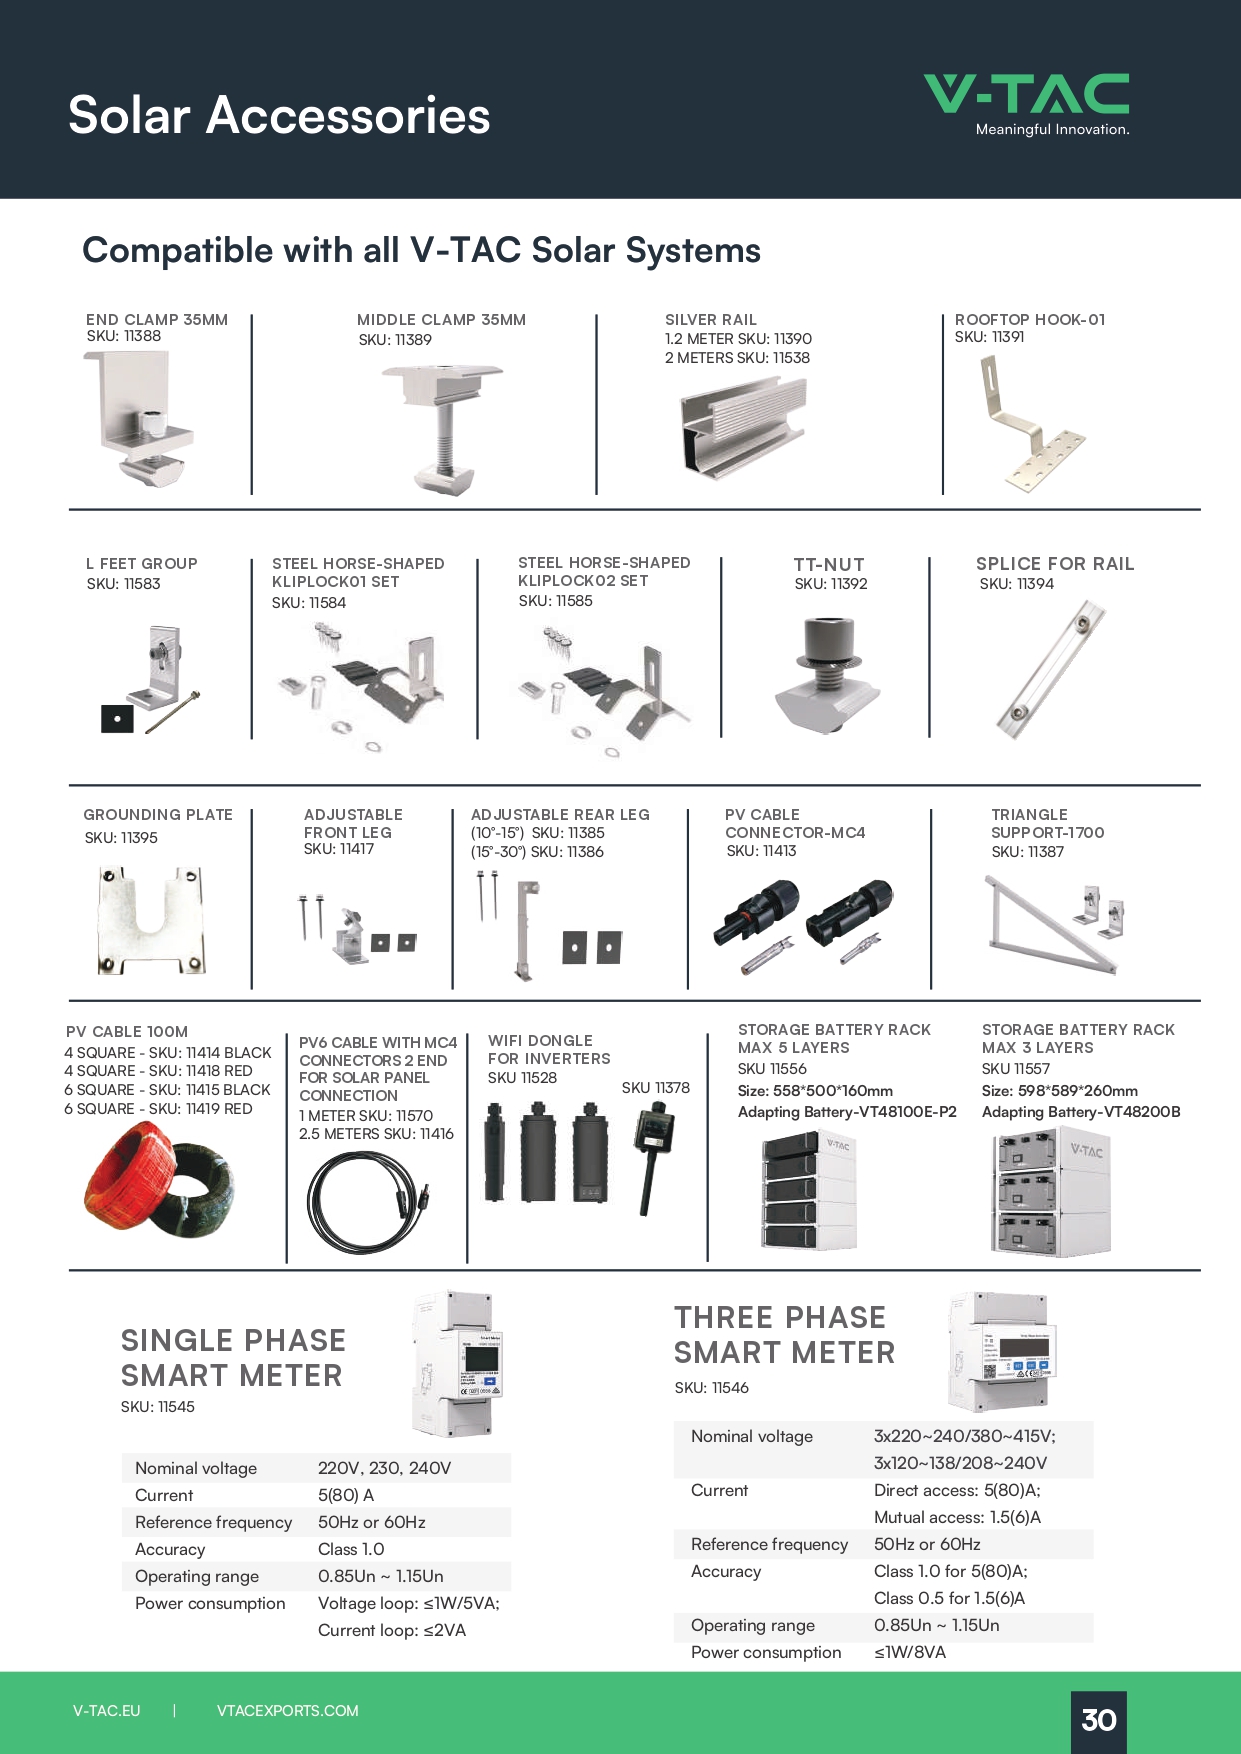 Solar Accessories
V-TAC
Meaningful Innovation.
Compatible with all V-TAC Solar Systems
END CLAMP 35MM
SKU: 11388
MIDDLE CLAMP 35MM
SKU: 11389
SILVER RAIL
1.2 METER SKU: 11390
2 METERS SKU: 11538
ROOFTOP HOOK-01
SKU: 11391
L FEET GROUP
SKU: 11583
STEEL HORSE-SHAPED
KLIPLOCK01 SET
SKU: 11584
STEEL HORSE-SHAPED
KLIPLOCK02 SET
SKU: 11585
TT-NUT
SKU: 11392
SPLICE FOR RAIL
SKU: 11394
GROUNDING PLATE
SKU: 11395
ADJUSTABLE
FRONT LEG
SKU: 11417
ADJUSTABLE REAR LEG
(10°-15°) SKU: 11385
(15°-30°) SKU: 11386
PV CABLE
CONNECTOR-MC4
SKU: 11413
TRIANGLE
SUPPORT-1700
SKU: 11387
PV CABLE 100M
4 SQUARE - SKU: 11414 BLACK
4 SQUARE - SKU: 11418 RED
6 SQUARE - SKU: 11415 BLACK
6 SQUARE - SKU: 11419 RED
PV6 CABLE WITH MC4
CONNECTORS 2 END
FOR SOLAR PANEL
CONNECTION
1 METER SKU: 11570
2.5 METERS SKU: 11416
WIFI DONGLE
FOR INVERTERS
SKU 11528
SKU 11378
STORAGE BATTERY RACK
MAX 5 LAYERS
SKU 11556
Size: 558*500*160mm
Adapting Battery-VT48100E-P2
V-TAC
STORAGE BATTERY RACK
MAX 3 LAYERS
SKU 11557
Size: 598*589*260mm
Adapting Battery-VT48200B
V-TAC
SINGLE PHASE
SMART METER
SKU: 11545
Nominal voltage 220V, 230, 240V
Current 5(80) A
Reference frequency 50Hz or 60Hz
Accuracy Class 1.0
Operating range 0.85Un ~ 1.15Un
Power consumption Voltage loop: ≤1W/5VA;
Current loop: ≤2VA
THREE PHASE
SMART METER
SKU: 11546
Nominal voltage 3x220~240/380~415V;
3x120~138/208~240V
Current Direct access: 5(80)A;
Mutual access: 1.5(6)A
Reference frequency 50Hz or 60Hz
Accuracy Class 1.0 for 5(80)A;
Class 0.5 for 1.5(6)A
Operating range 0.85Un ~ 1.15Un
Power consumption ≤1W/8VA
V-TAC.EU | VTACEXPORTS.COM
30